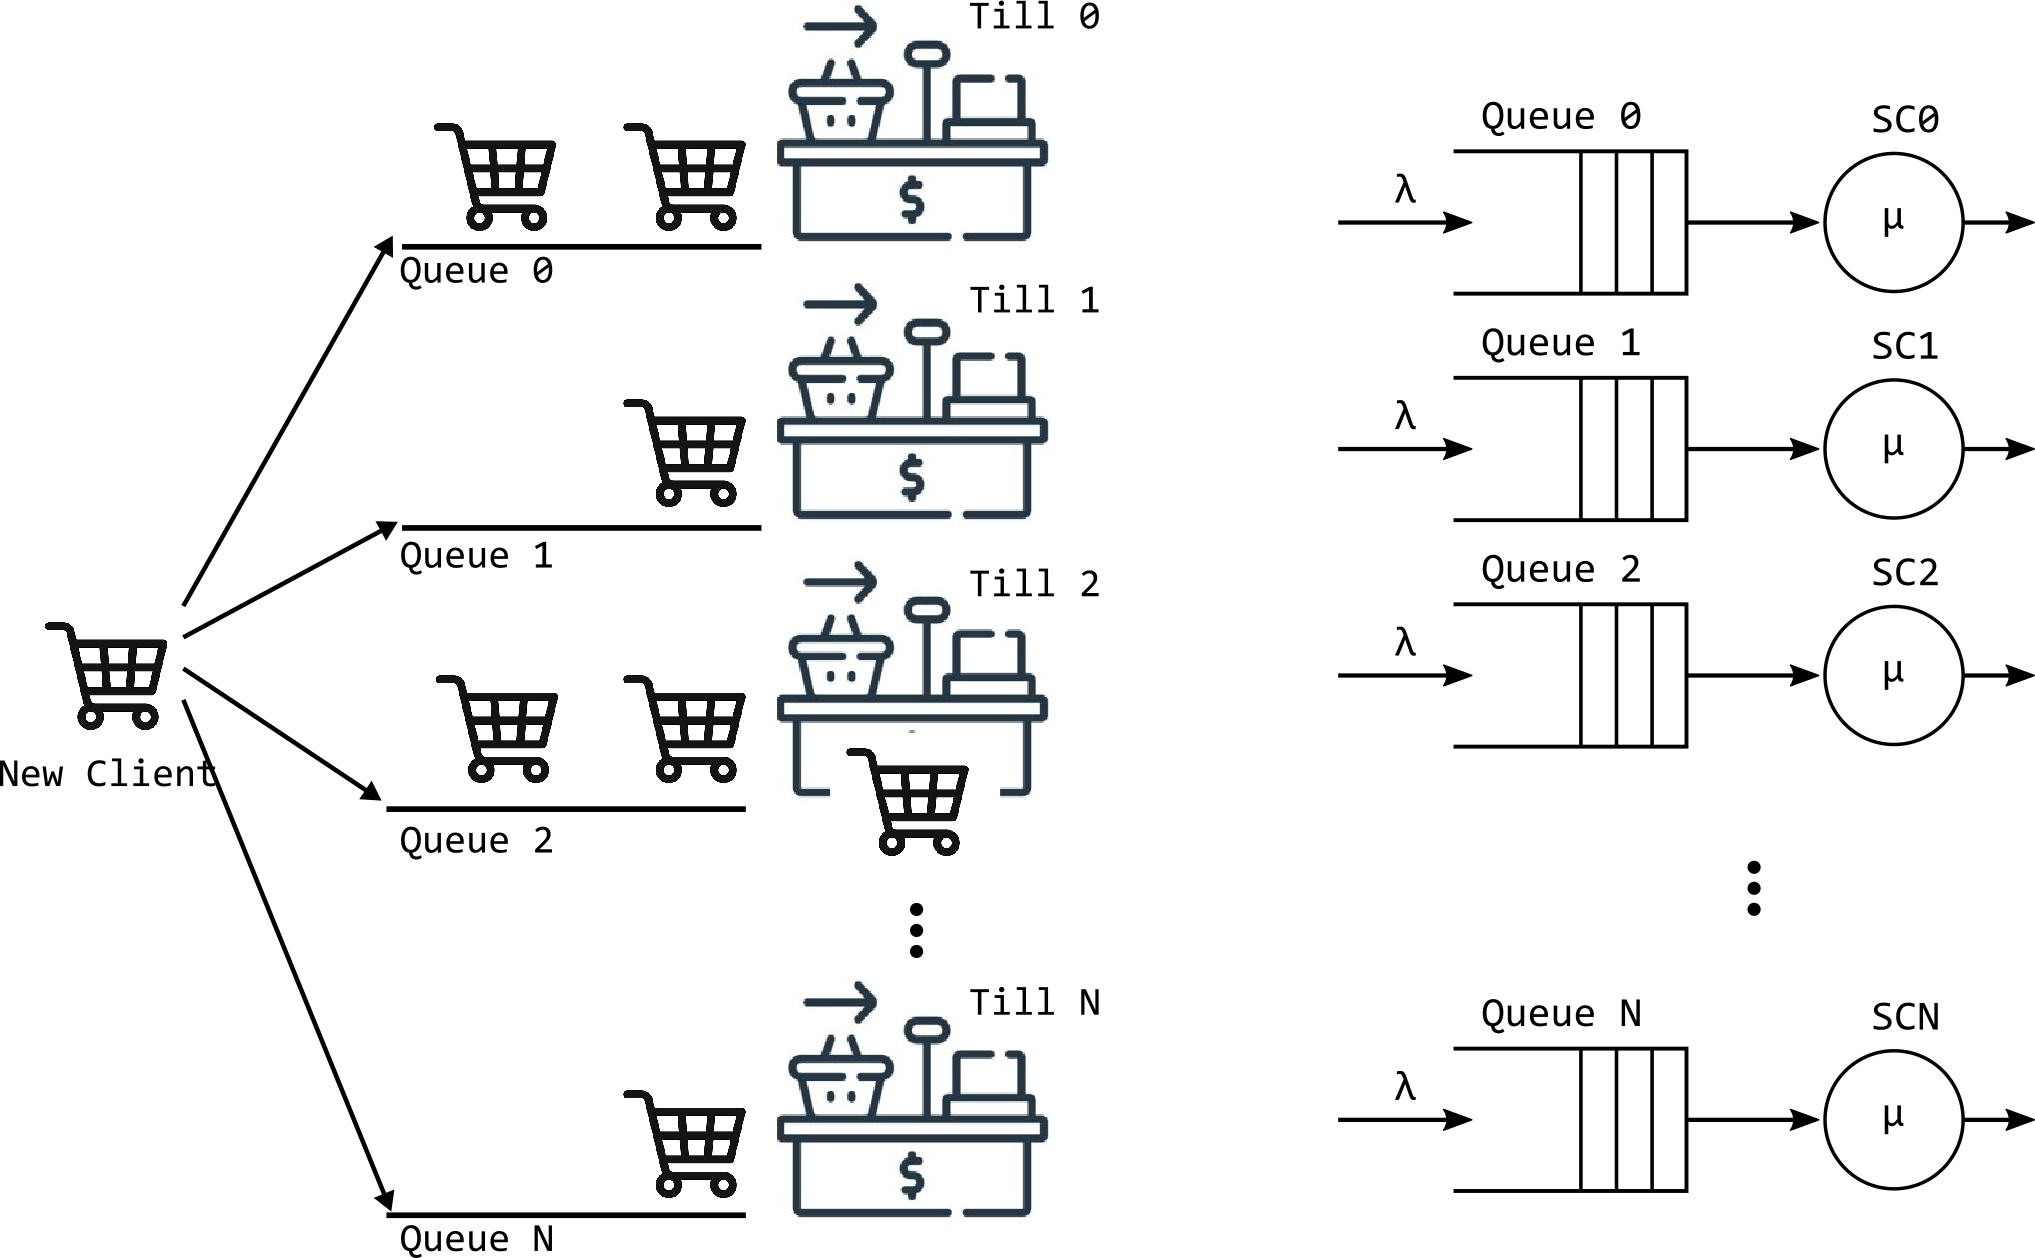 Till 0
$
Queue 0
Till 1
$
Queue 1
Till 2
New Client
Queue 2
Till N
$
Queue N
Queue 0
SC0
λ
μ
Queue 1
SC1
λ
μ
Queue 2
SC2
λ
μ
Queue N
SCN
λ
μ